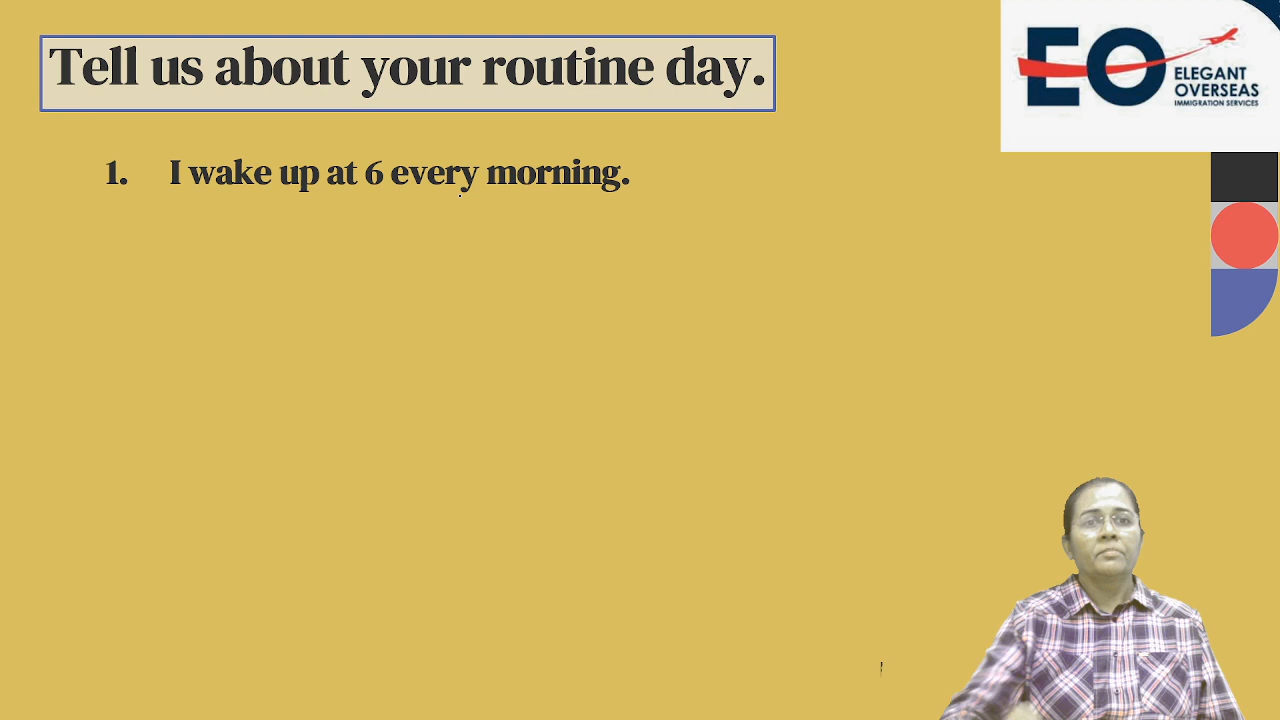 Tell us about your routine day.
EO
ELEGANT
OVERSEAS
IMMIGRATION SERVICES
1. I wake up at 6 every morning.